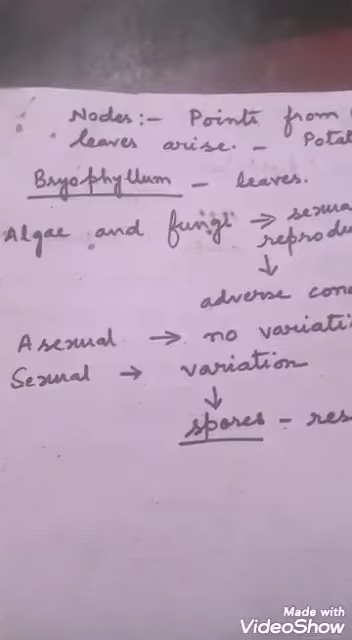 Nodes:- Points from
leaves arise. - Potat
Bryophyllum - leaves.
Algae and fungi → sexua
reprodu
↓
adverse cond
Asexual → no variati
Sexual → variation
↓
spores - res
Made with
VideoShow